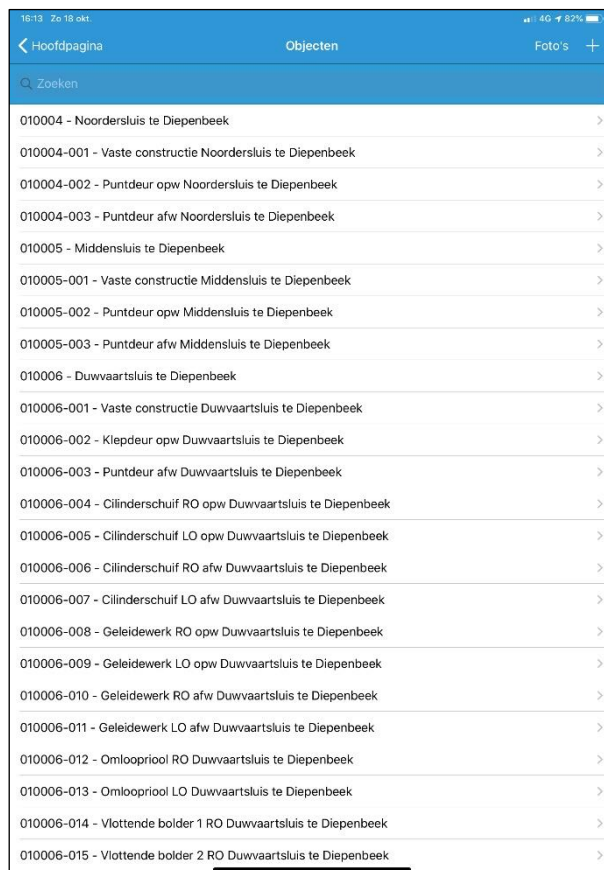 16:13 Zo 18 okt. 4G 82%
Hoofdpagina Objecten Foto's +
Zoeken
010004 - Noordersluis te Diepenbeek
010004-001 - Vaste constructie Noordersluis te Diepenbeek
010004-002 - Puntdeur opw Noordersluis te Diepenbeek
010004-003 - Puntdeur afw Noordersluis te Diepenbeek
010005 - Middensluis te Diepenbeek
010005-001 - Vaste constructie Middensluis te Diepenbeek
010005-002 - Puntdeur opw Middensluis te Diepenbeek
010005-003 - Puntdeur afw Middensluis te Diepenbeek
010006 - Duwvaartsluis te Diepenbeek
010006-001 - Vaste constructie Duwvaartsluis te Diepenbeek
010006-002 - Klepdeur opw Duwvaartsluis te Diepenbeek
010006-003 - Puntdeur afw Duwvaartsluis te Diepenbeek
010006-004 - Cilinderschuif RO opw Duwvaartsluis te Diepenbeek
010006-005 - Cilinderschuif LO opw Duwvaartsluis te Diepenbeek
010006-006 - Cilinderschuif RO afw Duwvaartsluis te Diepenbeek
010006-007 - Cilinderschuif LO afw Duwvaartsluis te Diepenbeek
010006-008 - Geleidewerk RO opw Duwvaartsluis te Diepenbeek
010006-009 - Geleidewerk LO opw Duwvaartsluis te Diepenbeek
010006-010 - Geleidewerk RO afw Duwvaartsluis te Diepenbeek
010006-011 - Geleidewerk LO afw Duwvaartsluis te Diepenbeek
010006-012 - Omloopriool RO Duwvaartsluis te Diepenbeek
010006-013 - Omloopriool LO Duwvaartsluis te Diepenbeek
010006-014 - Vlottende bolder 1 RO Duwvaartsluis te Diepenbeek
010006-015 - Vlottende bolder 2 RO Duwvaartsluis te Diepenbeek